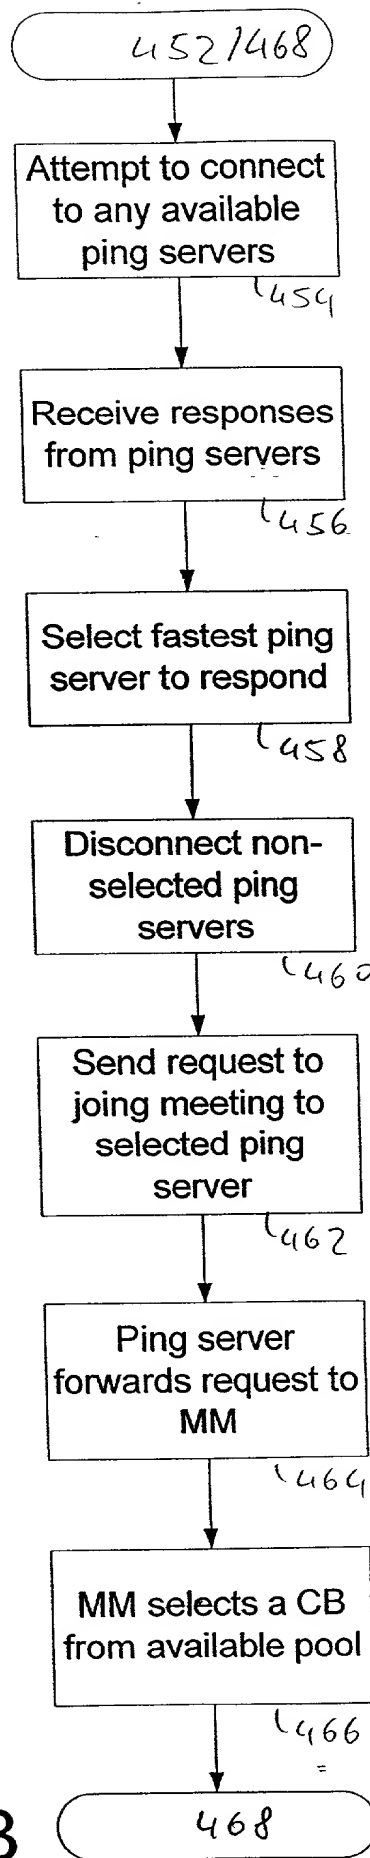 452/468
Attempt to connect
to any available
ping servers
454
Receive responses
from ping servers
456
Select fastest ping
server to respond
458
Disconnect non-
selected ping
servers
460
Send request to
joing meeting to
selected ping
server
462
Ping server
forwards request to
MM
464
MM selects a CB
from available pool
466
B
468